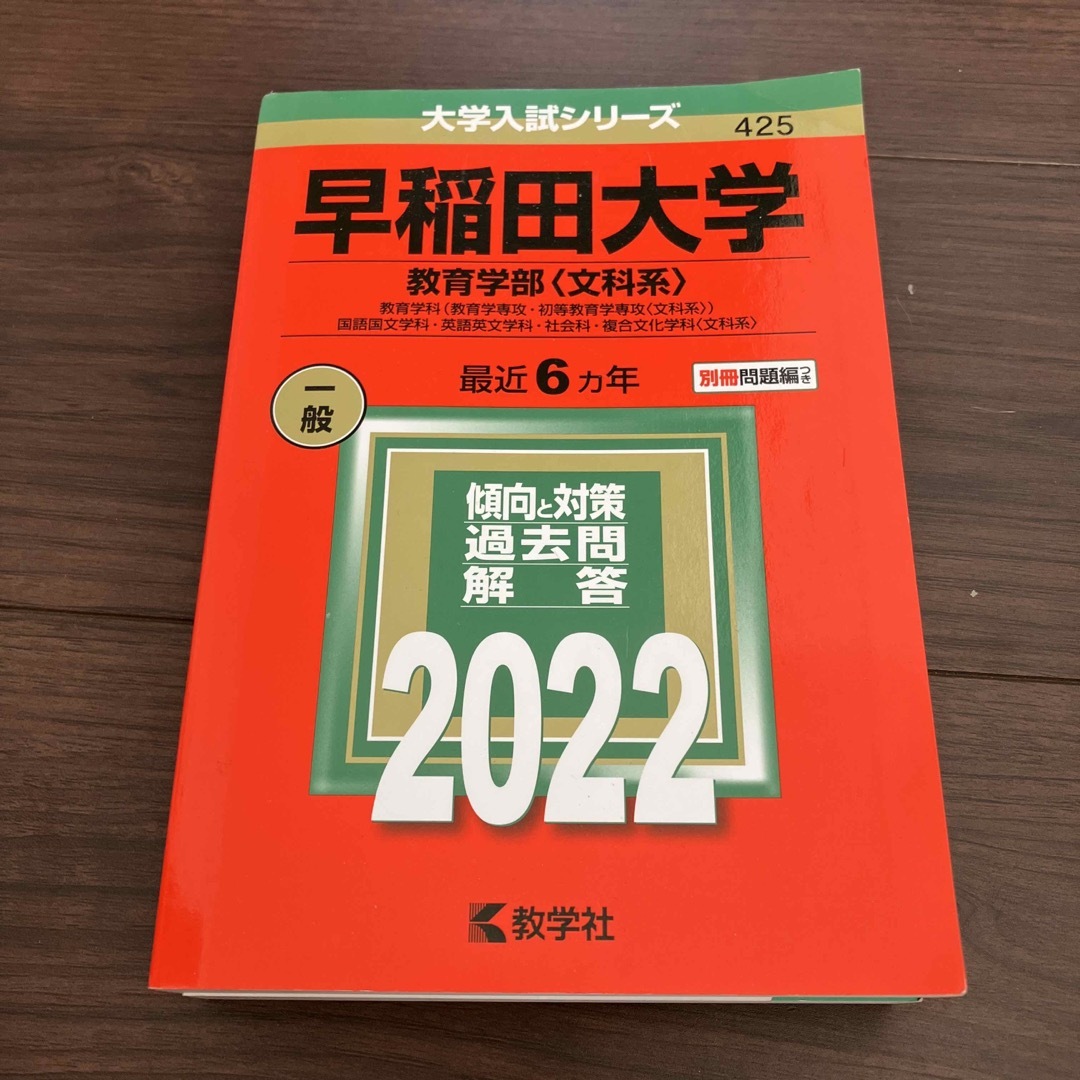 大学入試シリーズ
425
早稲田大学
教育学部〈文科系〉
教育学科(教育学専攻・初等教育学専攻〈文科系〉)
国語国文学科・英語英文学科・社会科・複合文化学科〈文科系〉
最近6カ年
別冊問題編つき
一般
傾向と対策
過去問
解答
2022
教学社